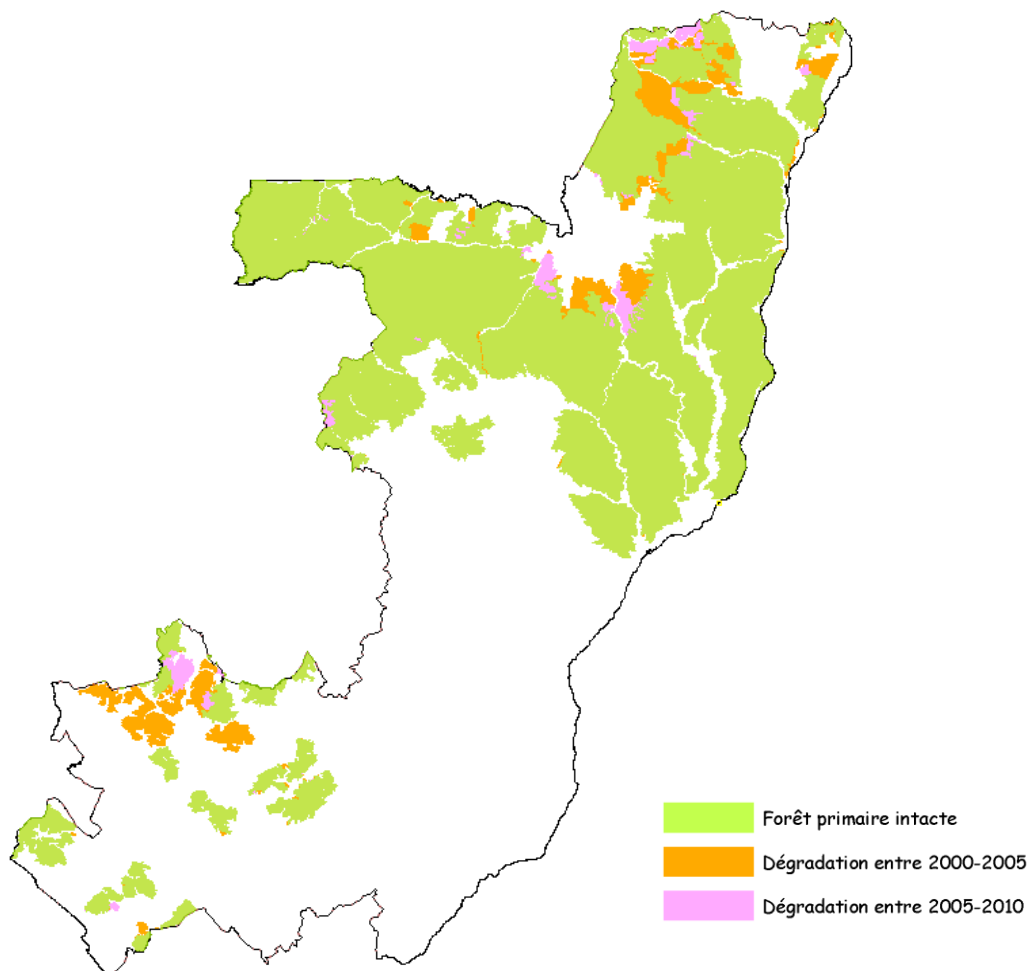 Forêt primaire intacte
Dégradation entre 2000-2005
Dégradation entre 2005-2010